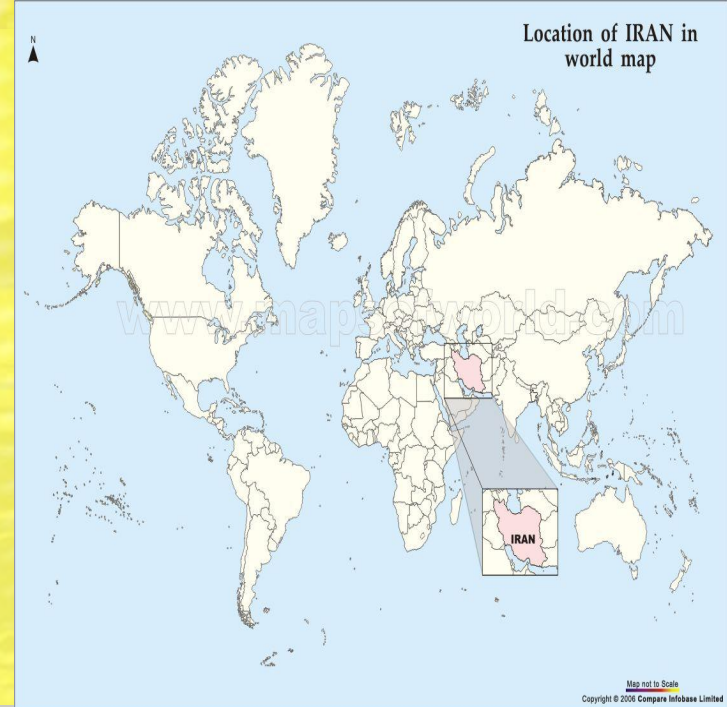 Location of IRAN in
world map
N
www.mapsofworld.com
IRAN
Map not to Scale
Copyright © 2006 Compare Infobase Limited